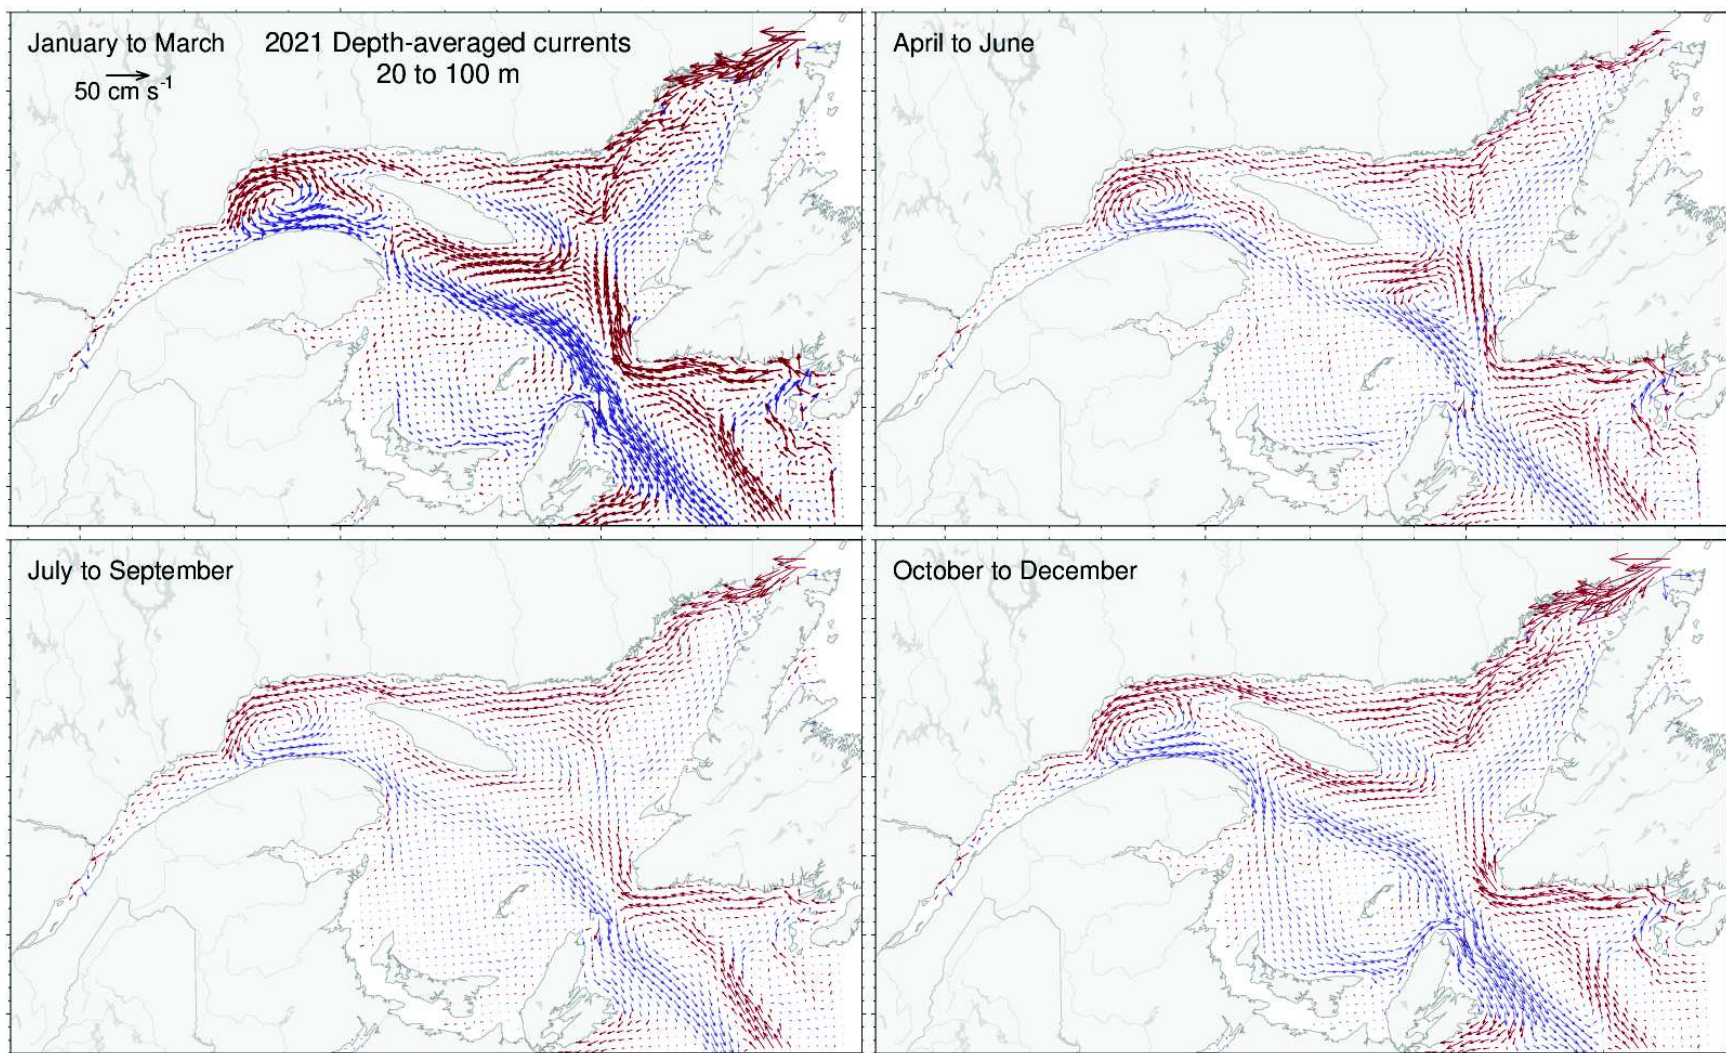 January to March
2021 Depth-averaged currents
20 to 100 m
50 cm s⁻¹
April to June
July to September
October to December